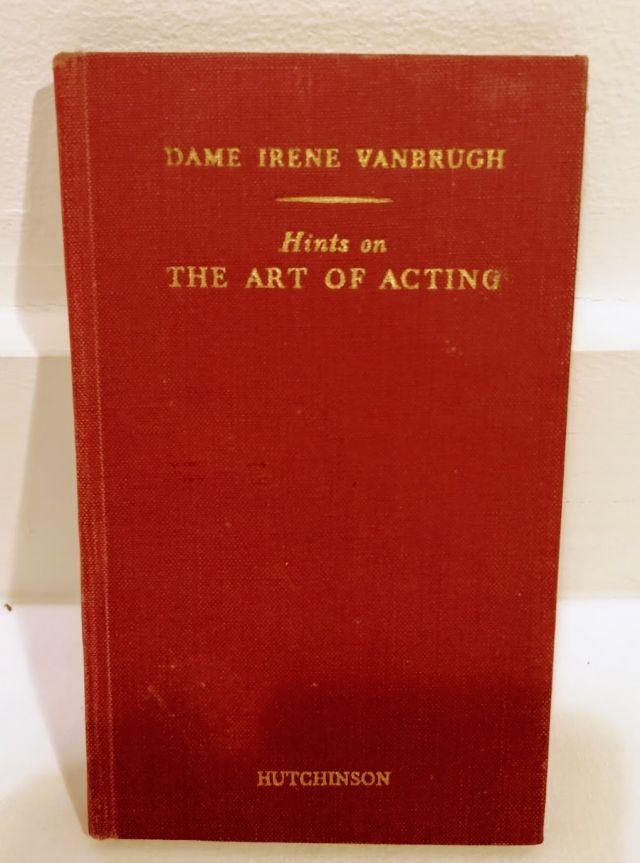 DAME IRENE VANBRUGH
Hints on
THE ART OF ACTING
HUTCHINSON